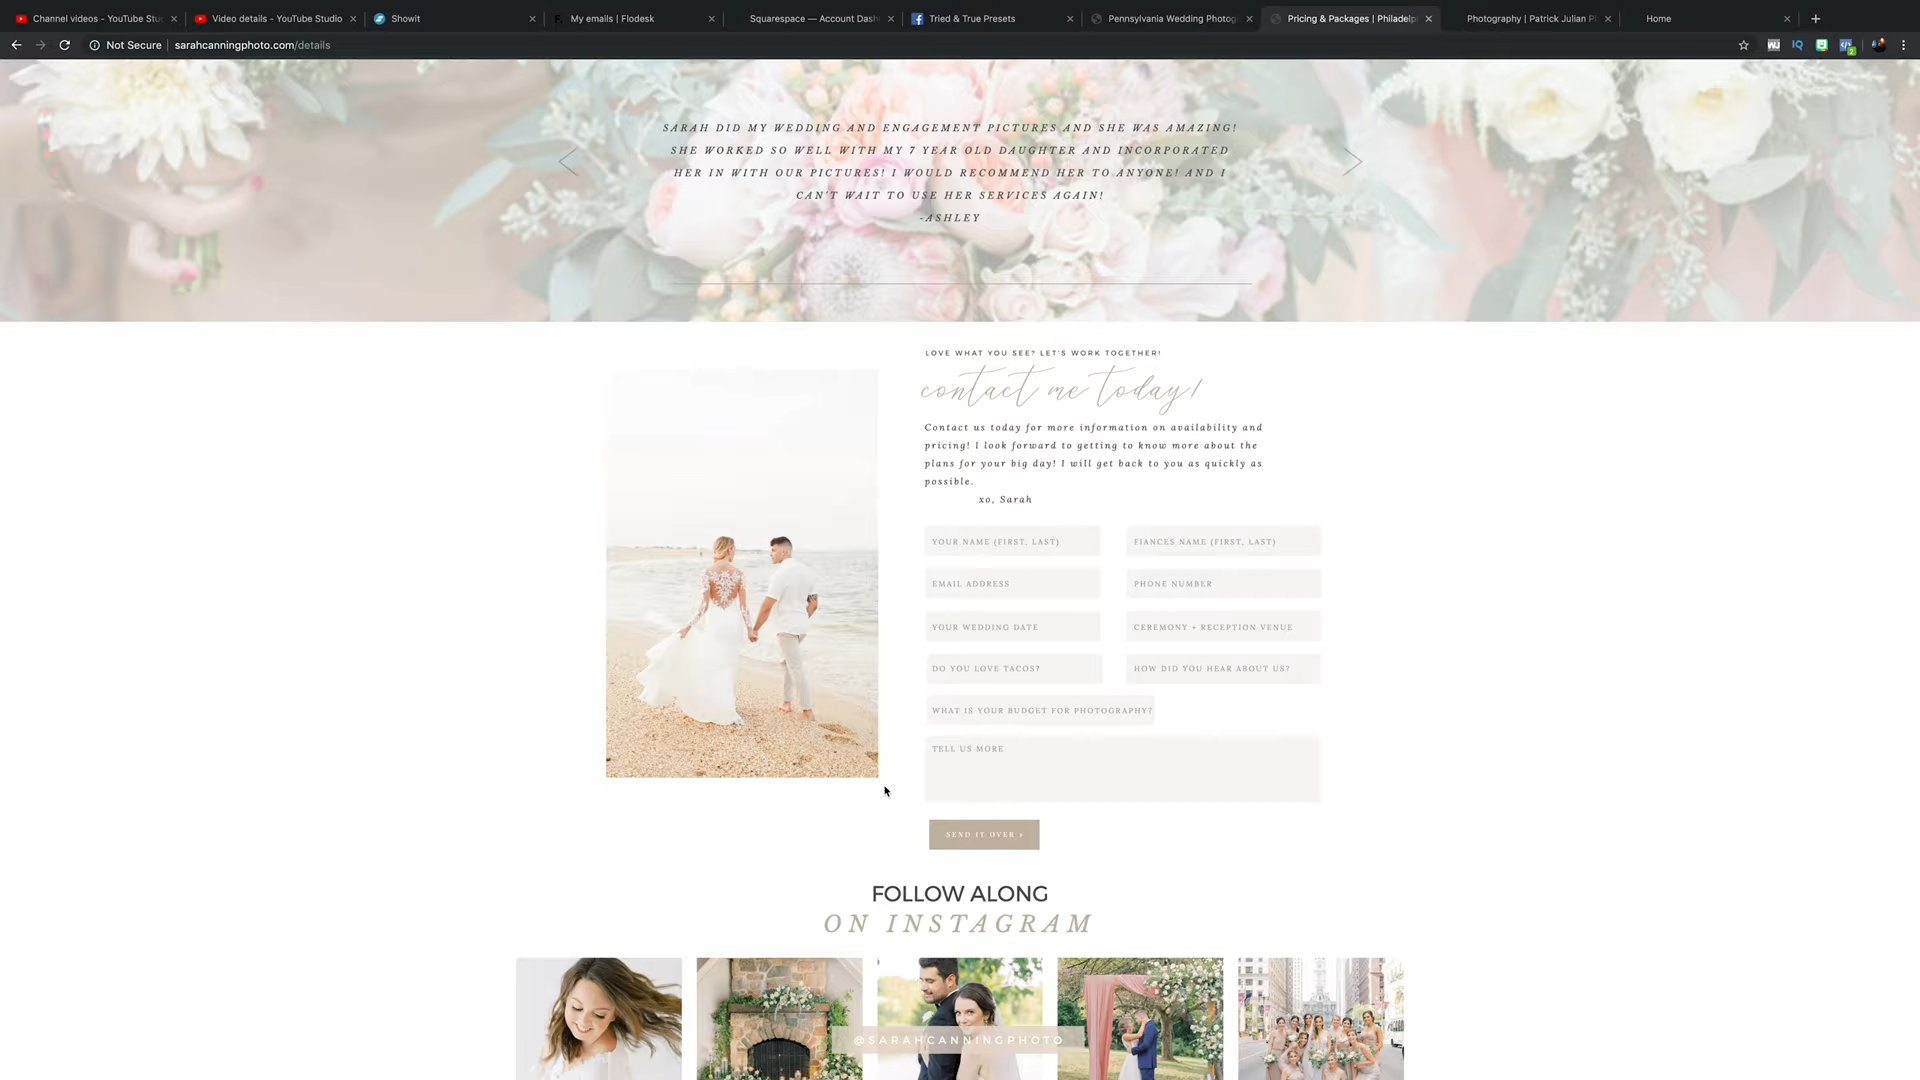 Channel videos - YouTube Stu
Video details - YouTube Studio
Showit
My emails | Flodesk
Squarespace — Account Dash
Tried & True Presets
Pennsylvania Wedding Photog
Pricing & Packages | Philadelp
Photography | Patrick Julian P
Home
Not Secure | sarahcanningphoto.com/details
SARAH DID MY WEDDING AND ENGAGEMENT PICTURES AND SHE WAS AMAZING!
SHE WORKED SO WELL WITH MY 7 YEAR OLD DAUGHTER AND INCORPORATED
HER IN WITH OUR PICTURES! I WOULD RECOMMEND HER TO ANYONE! AND I
CAN'T WAIT TO USE HER SERVICES AGAIN!
-ASHLEY
LOVE WHAT YOU SEE? LET'S WORK TOGETHER!
contact me today!
Contact us today for more information on availability and
pricing! I look forward to getting to know more about the
plans for your big day! I will get back to you as quickly as
possible.
xo, Sarah
YOUR NAME (FIRST, LAST)
FIANCES NAME (FIRST, LAST)
EMAIL ADDRESS
PHONE NUMBER
YOUR WEDDING DATE
CEREMONY + RECEPTION VENUE
DO YOU LOVE TACOS?
HOW DID YOU HEAR ABOUT US?
WHAT IS YOUR BUDGET FOR PHOTOGRAPHY?
TELL US MORE
SEND IT OVER >
FOLLOW ALONG
ON INSTAGRAM
@SARAHCANNINGPHOTO